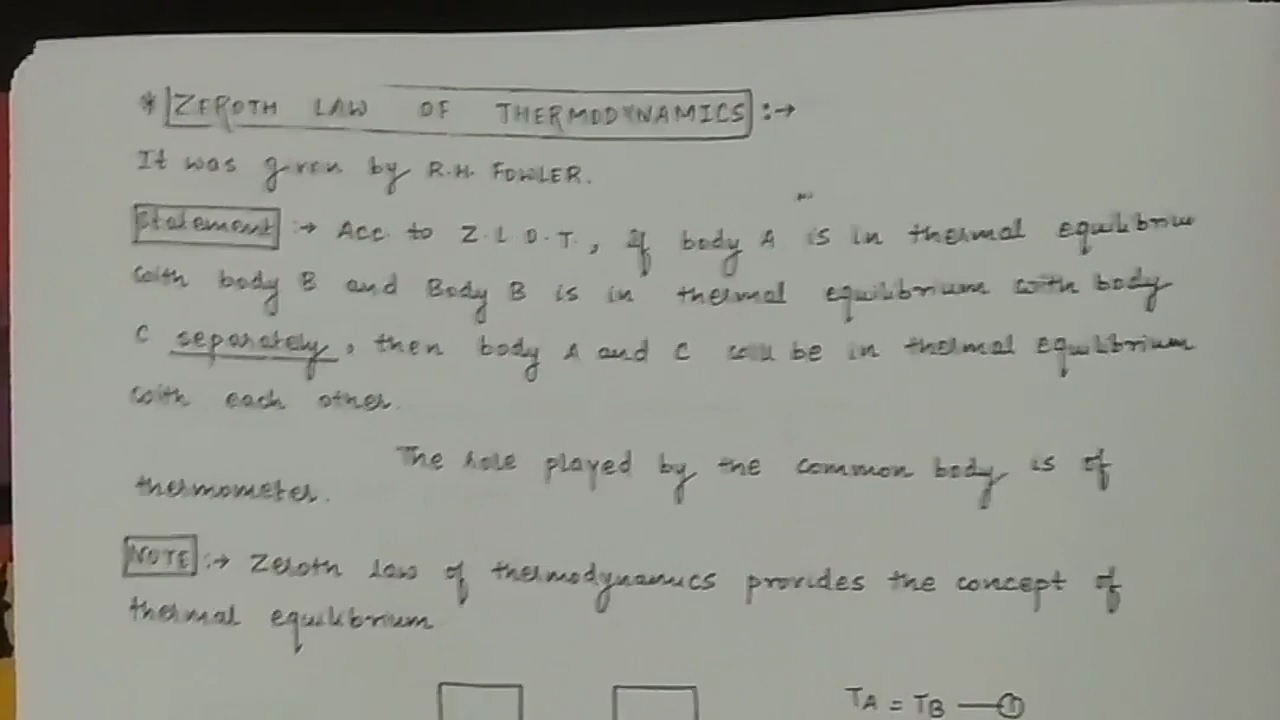 * ZEROTH LAW OF THERMODYNAMICS :→
It was given by R.H. FOWLER.
Statement :→ Acc. to Z.L.O.T., if body A is in thermal equilibrium
with body B and Body B is in thermal equilibrium with body
C separately, then body A and C will be in thermal equilibrium
with each other.
The role played by the common body is of
thermometer.
NOTE :→ Zeroth law of thermodynamics provides the concept of
thermal equilibrium
TA = TB —①